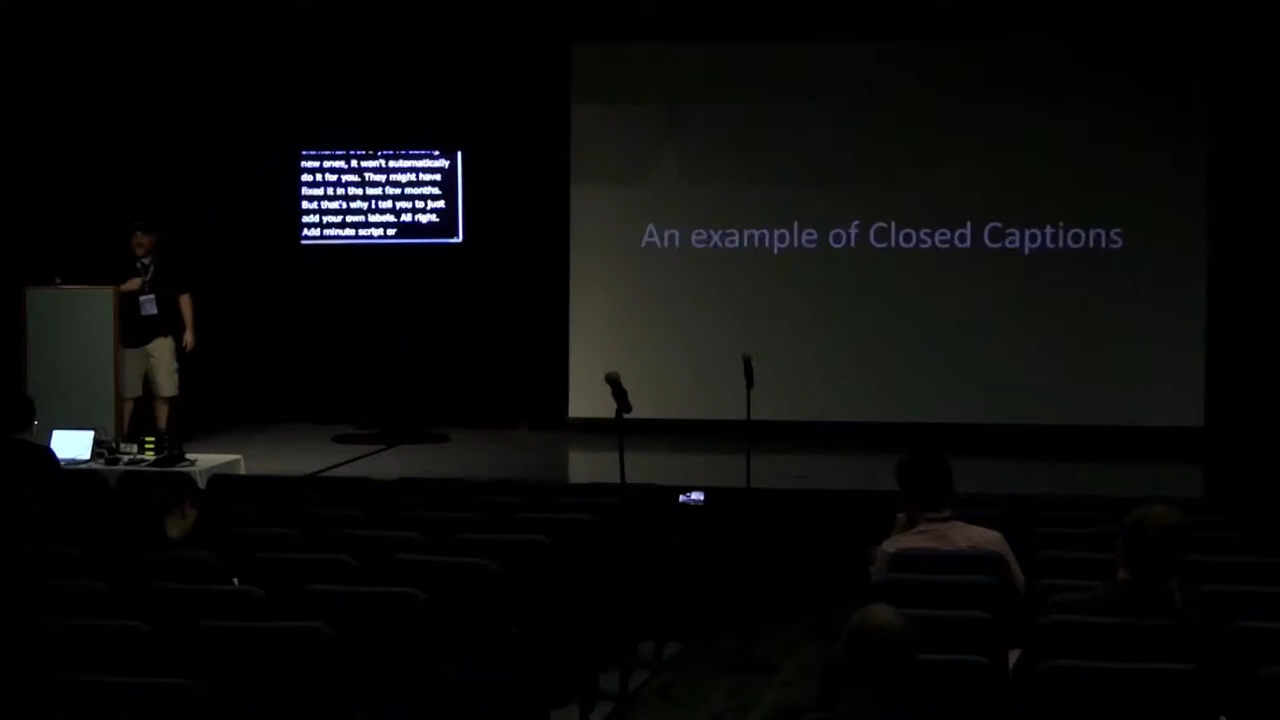 new ones, it won't automatically
do it for you. They might have
fixed it in the last few months.
But that's why I tell you to just
add your own labels. All right.
Add minute script or
An example of Closed Captions